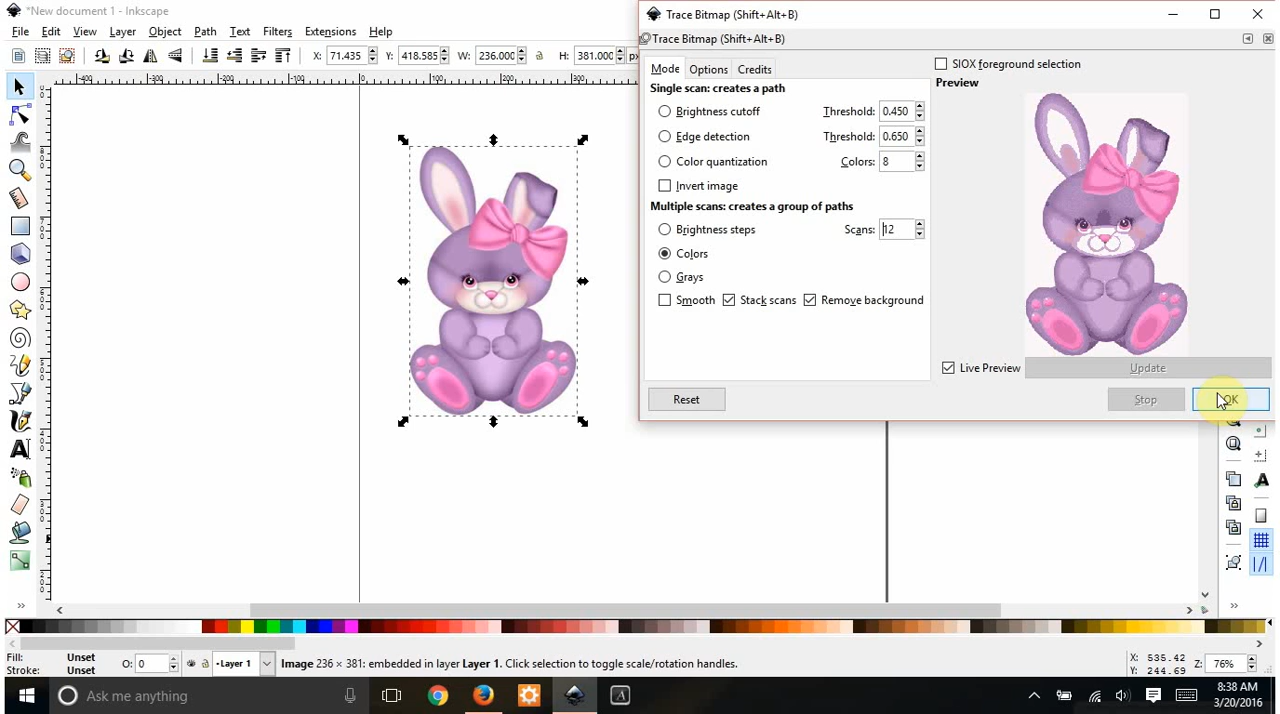 *New document 1 - Inkscape
File Edit View Layer Object Path Text Filters Extensions Help
X: 71.435 Y: 418.585 W: 236.000 H: 381.000 px
Trace Bitmap (Shift+Alt+B)
Trace Bitmap (Shift+Alt+B)
Mode Options Credits
SIOX foreground selection
Single scan: creates a path
Preview
Brightness cutoff Threshold: 0.450
Edge detection Threshold: 0.650
Color quantization Colors: 8
Invert image
Multiple scans: creates a group of paths
Brightness steps Scans: 12
Colors
Grays
Smooth Stack scans Remove background
Live Preview Update
Reset Stop OK
Fill: Unset
Stroke: Unset
O: 0
Layer 1
Image 236 × 381: embedded in layer Layer 1. Click selection to toggle scale/rotation handles.
X: 535.42
Y: 244.69
Z: 76%
Ask me anything
8:38 AM
3/20/2016